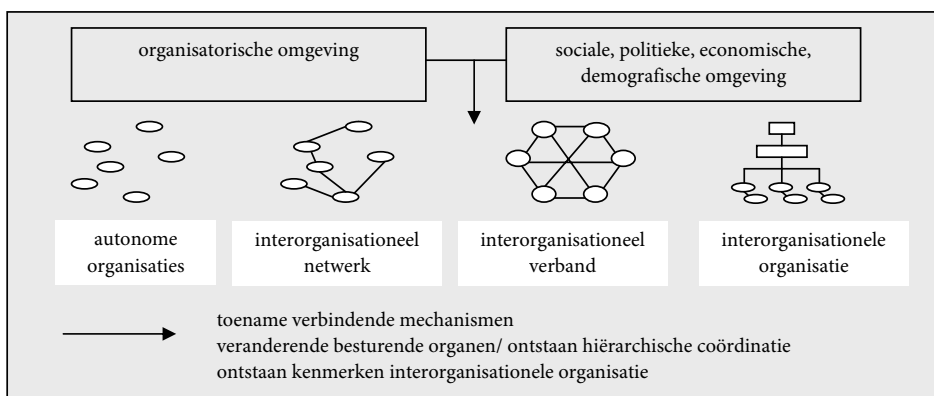 organisatorische omgeving
sociale, politieke, economische,
demografische omgeving
autonome
organisaties
interorganisationeel
netwerk
interorganisationeel
verband
interorganisationele
organisatie
toename verbindende mechismen
veranderende besturende organen/ ontstaan hiërarchische coördinatie
ontstaan kenmerken interorganisationele organisatie